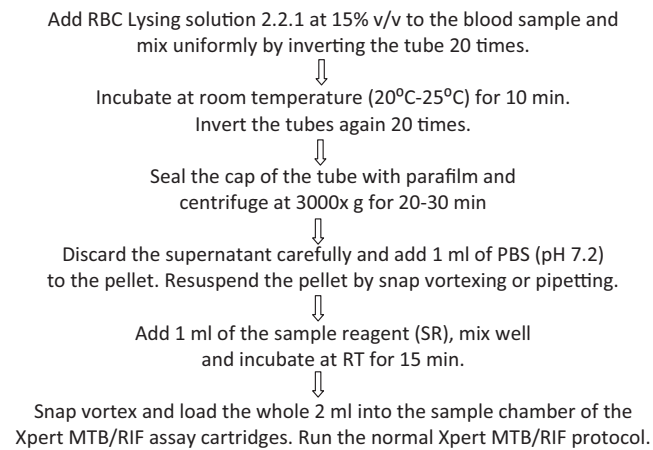 Add RBC Lysing solution 2.2.1 at 15% v/v to the blood sample and
mix uniformly by inverting the tube 20 times.
Incubate at room temperature (20⁰C-25⁰C) for 10 min.
Invert the tubes again 20 times.
Seal the cap of the tube with parafilm and
centrifuge at 3000x g for 20-30 min
Discard the supernatant carefully and add 1 ml of PBS (pH 7.2)
to the pellet. Resuspend the pellet by snap vortexing or pipetting.
Add 1 ml of the sample reagent (SR), mix well
and incubate at RT for 15 min.
Snap vortex and load the whole 2 ml into the sample chamber of the
Xpert MTB/RIF assay cartridges. Run the normal Xpert MTB/RIF protocol.